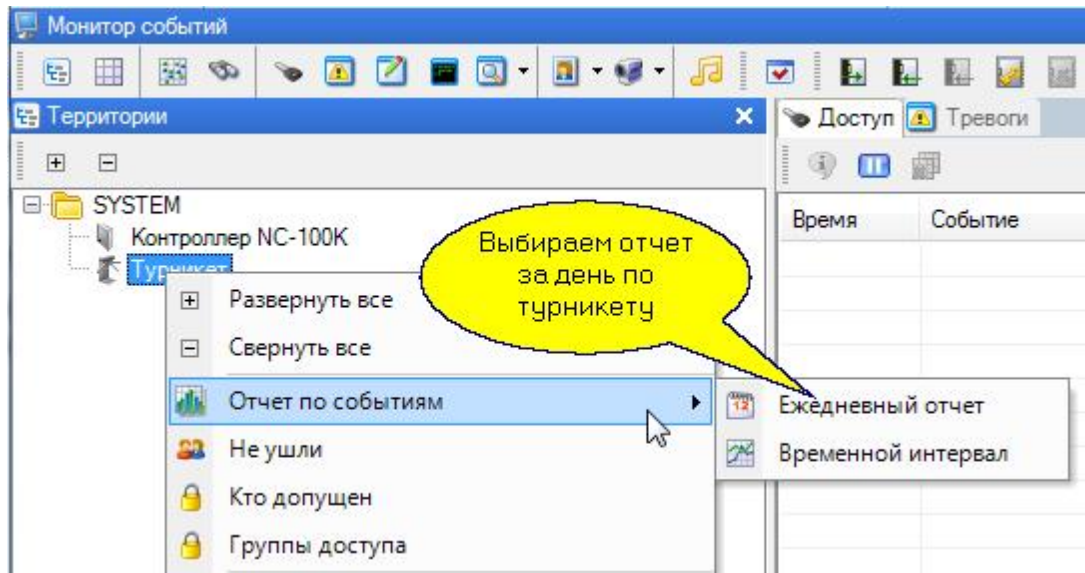 Монитор событий
Территории
Доступ
Тревоги
SYSTEM
Контроллер NC-100K
Турникет
Время
Событие
Выбираем отчет
за день по
турникету
Развернуть все
Свернуть все
Отчет по событиям
Не ушли
Кто допущен
Группы доступа
12
Ежедневный отчет
Временной интервал